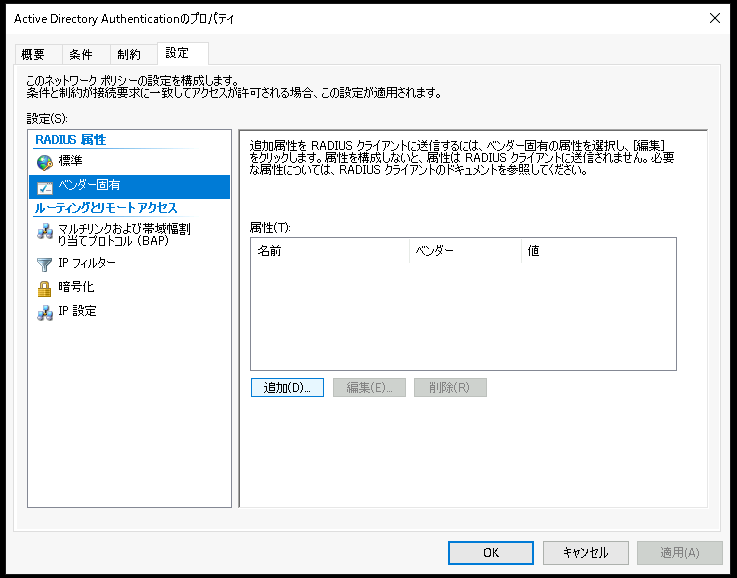 Active Directory Authenticationのプロパティ
概要 条件 制約 設定
このネットワーク ポリシーの設定を構成します。
条件と制約が接続要求に一致してアクセスが許可される場合、この設定が適用されます。
設定(S):
RADIUS 属性
標準
ベンダー固有
ルーティングとリモート アクセス
マルチリンクおよび帯域幅割
り当てプロトコル (BAP)
IP フィルター
暗号化
IP 設定
追加属性を RADIUS クライアントに送信するには、ベンダー固有の属性を選択し、[編集]
をクリックします。属性を構成しないと、属性は RADIUS クライアントに送信されません。必要
な属性については、RADIUS クライアントのドキュメントを参照してください。
属性(T):
名前 ベンダー 値
追加(D)... 編集(E)... 削除(R)
OK キャンセル 適用(A)